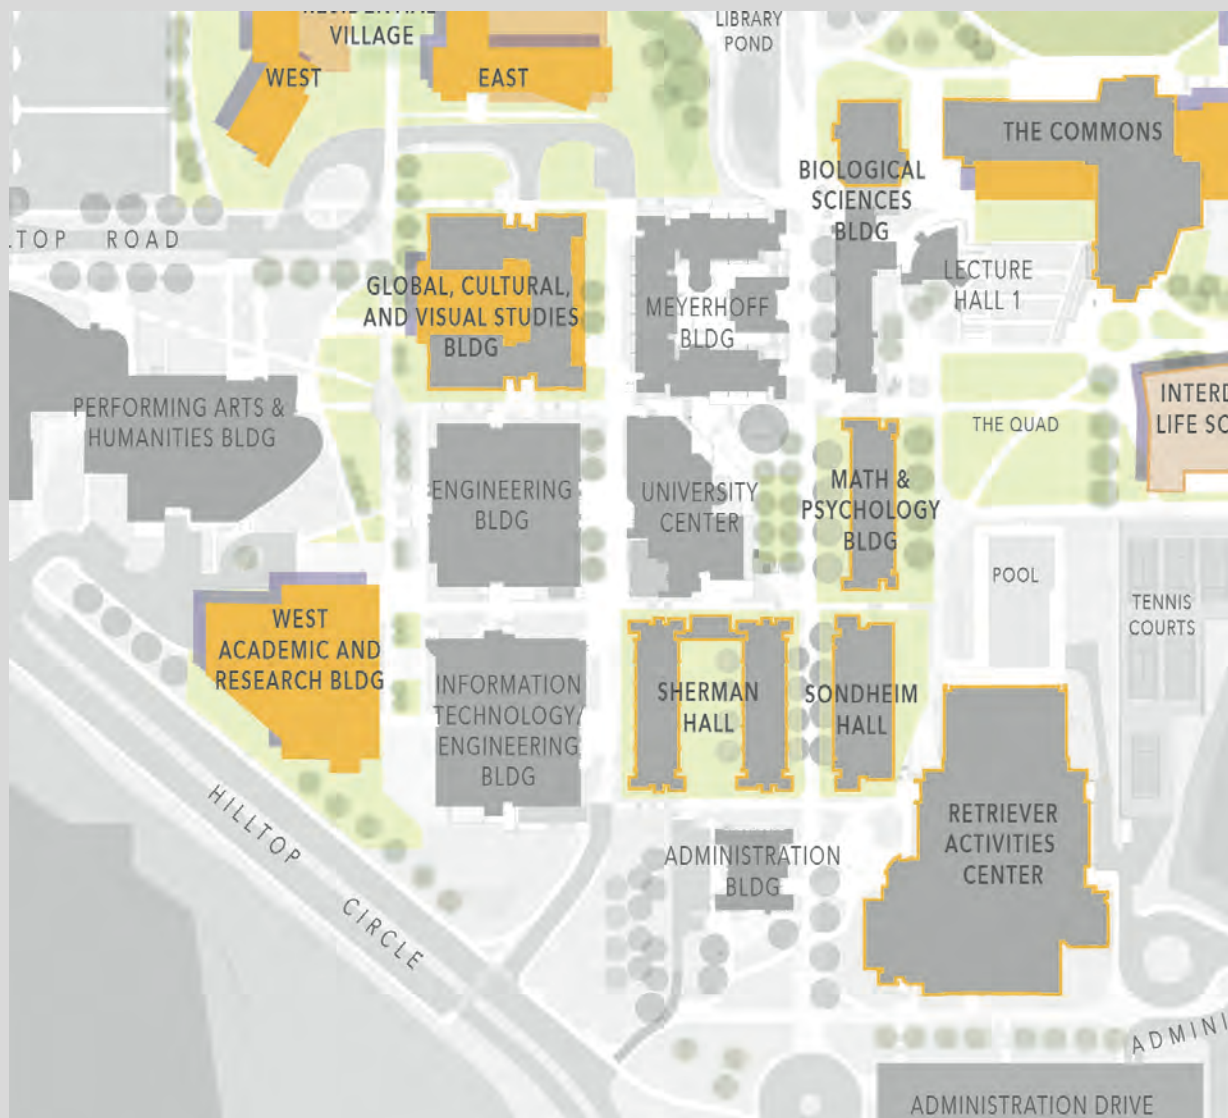 RESIDENTIAL
VILLAGE
WEST
EAST
LIBRARY
POND
THE COMMONS
BIOLOGICAL
SCIENCES
BLDG
LECTURE
HALL 1
LTOP ROAD
GLOBAL, CULTURAL,
AND VISUAL STUDIES
BLDG
MEYERHOFF
BLDG
PERFORMING ARTS &
HUMANITIES BLDG
THE QUAD
INTERD
LIFE SC
ENGINEERING
BLDG
UNIVERSITY
CENTER
MATH &
PSYCHOLOGY
BLDG
POOL
TENNIS
COURTS
WEST
ACADEMIC AND
RESEARCH BLDG
INFORMATION
TECHNOLOGY/
ENGINEERING
BLDG
SHERMAN
HALL
SONDHEIM
HALL
RETRIEVER
ACTIVITIES
CENTER
ADMINISTRATION
BLDG
HILLTOP CIRCLE
ADMINI
ADMINISTRATION DRIVE